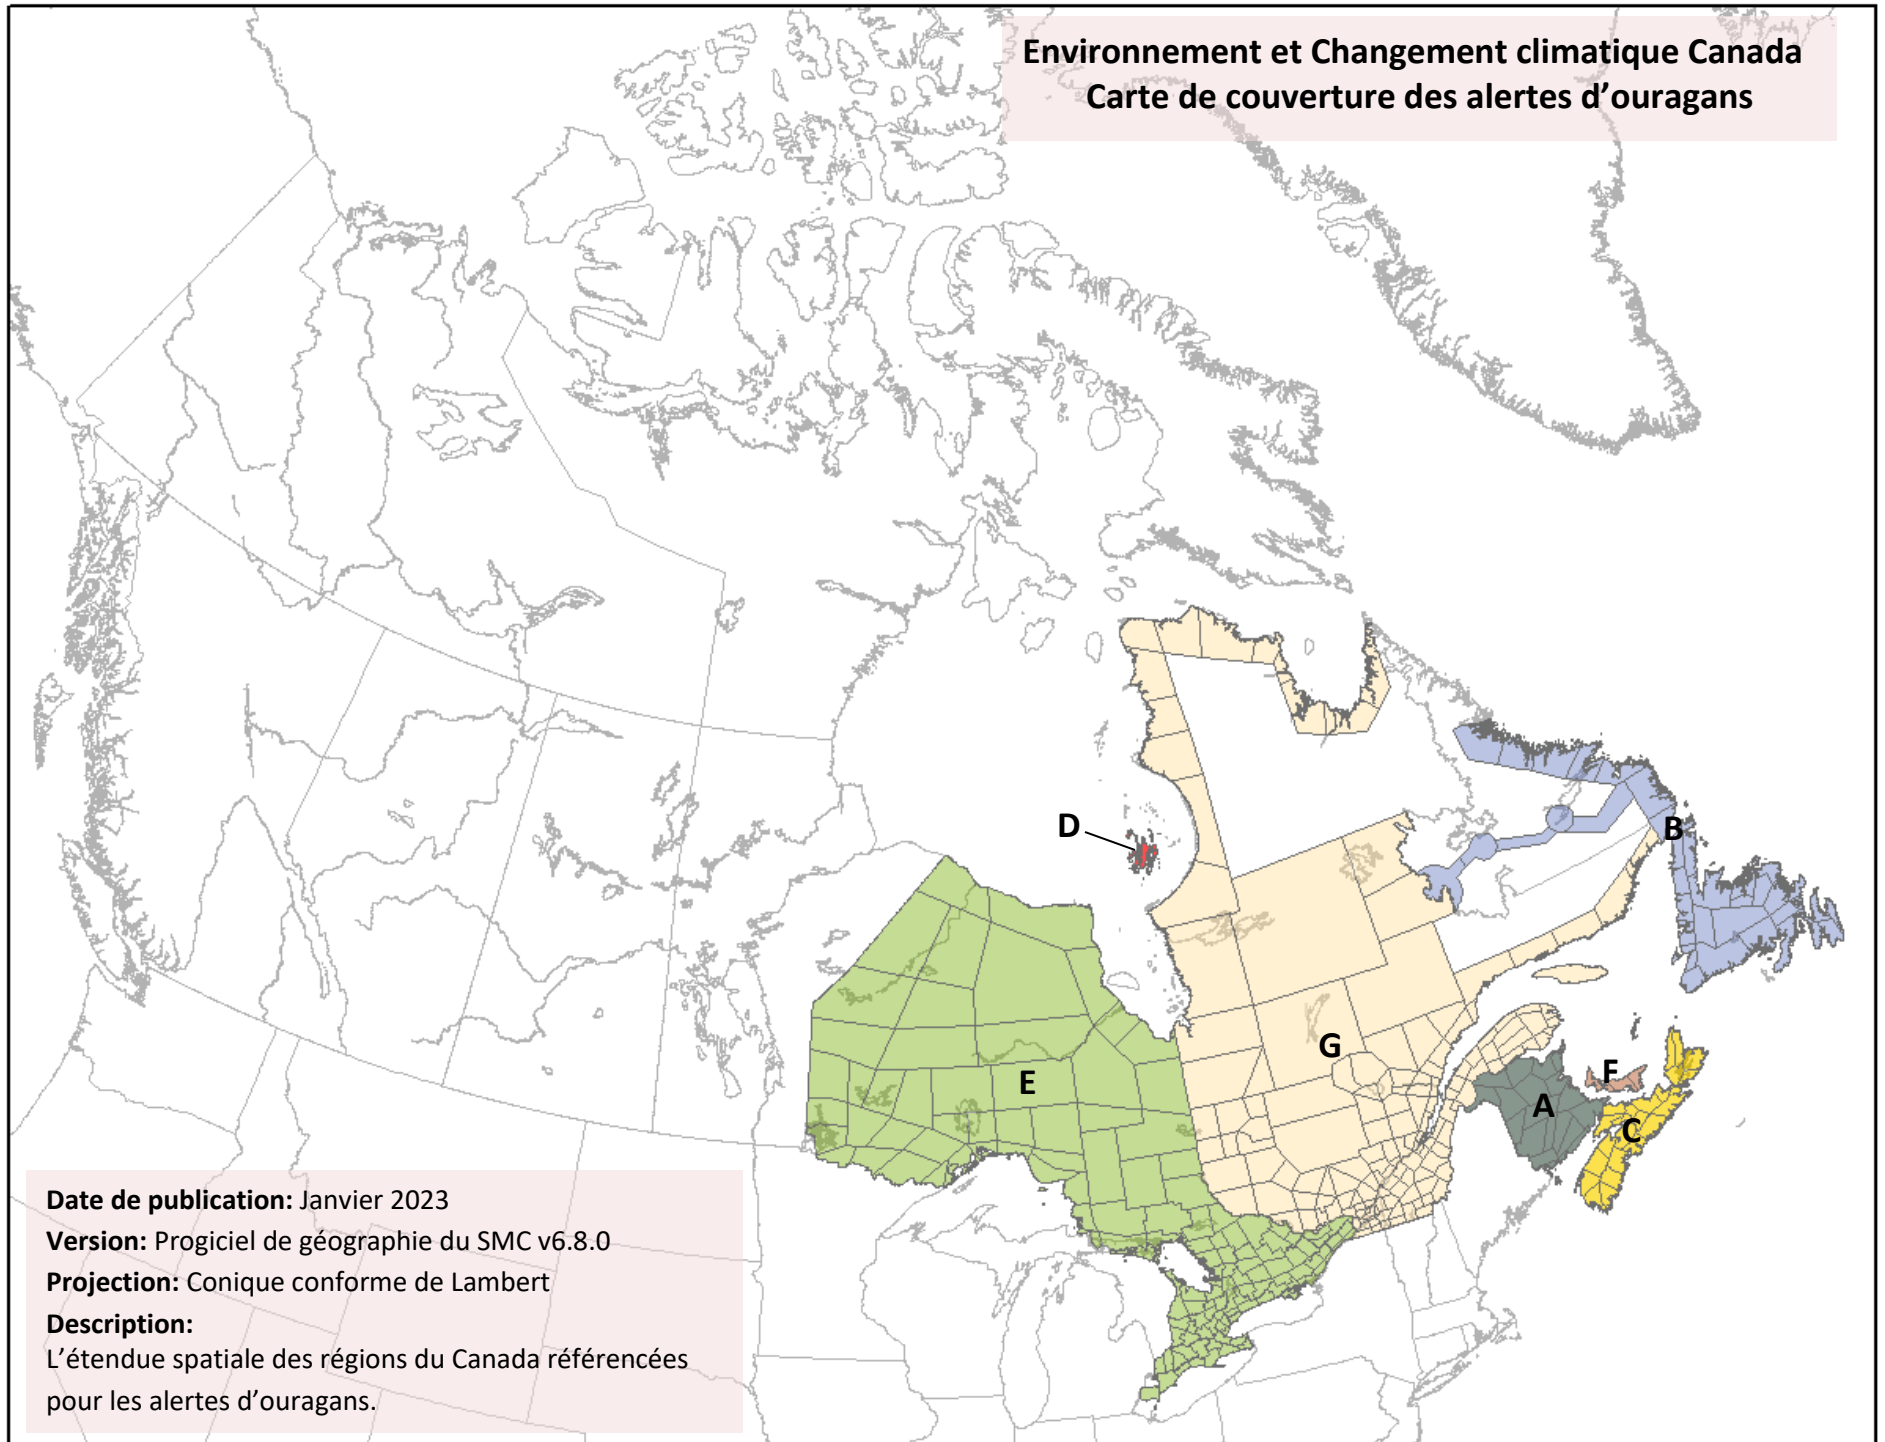 Environnement et Changement climatique Canada
Carte de couverture des alertes d’ouragans
D
B
G
E
F
A
C
Date de publication: Janvier 2023
Version: Progiciel de géographie du SMC v6.8.0
Projection: Conique conforme de Lambert
Description:
L’étendue spatiale des régions du Canada référencées
pour les alertes d’ouragans.